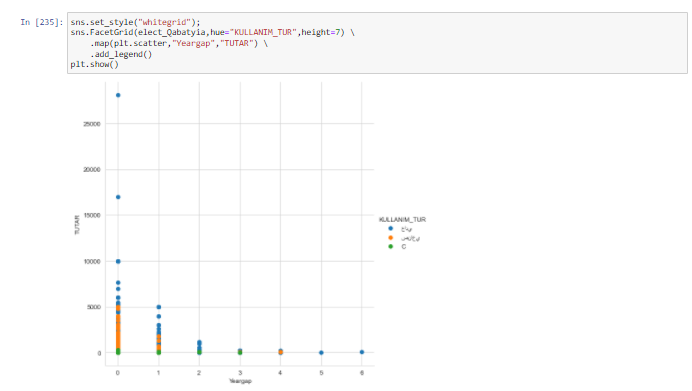 In [235]: sns.set_style("whitegrid");
sns.FacetGrid(elect_Qabatyia,hue="KULLANIM_TUR",height=7) \
.map(plt.scatter,"Yeargap","TUTAR") \
.add_legend()
plt.show()
25000
20000
15000
10000
5000
0
TUTAR
0 1 2 3 4 5 6
Yeargap
KULLANIM_TUR
C